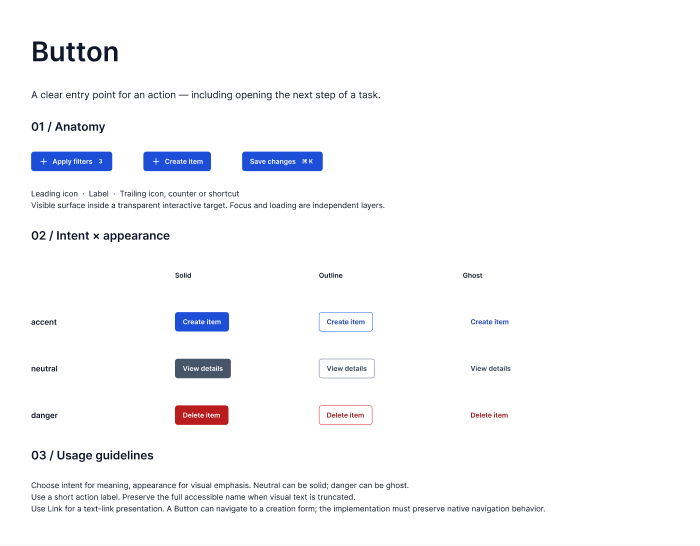 Button
A clear entry point for an action — including opening the next step of a task.
01 / Anatomy
Apply filters 3
Create item
Save changes ⌘ K
Leading icon · Label · Trailing icon, counter or shortcut
Visible surface inside a transparent interactive target. Focus and loading are independent layers.
02 / Intent × appearance
Solid Outline Ghost
accent Create item Create item Create item
neutral View details View details View details
danger Delete item Delete item Delete item
03 / Usage guidelines
Choose intent for meaning, appearance for visual emphasis. Neutral can be solid; danger can be ghost.
Use a short action label. Preserve the full accessible name when visual text is truncated.
Use Link for a text-link presentation. A Button can navigate to a creation form; the implementation must preserve native navigation behavior.